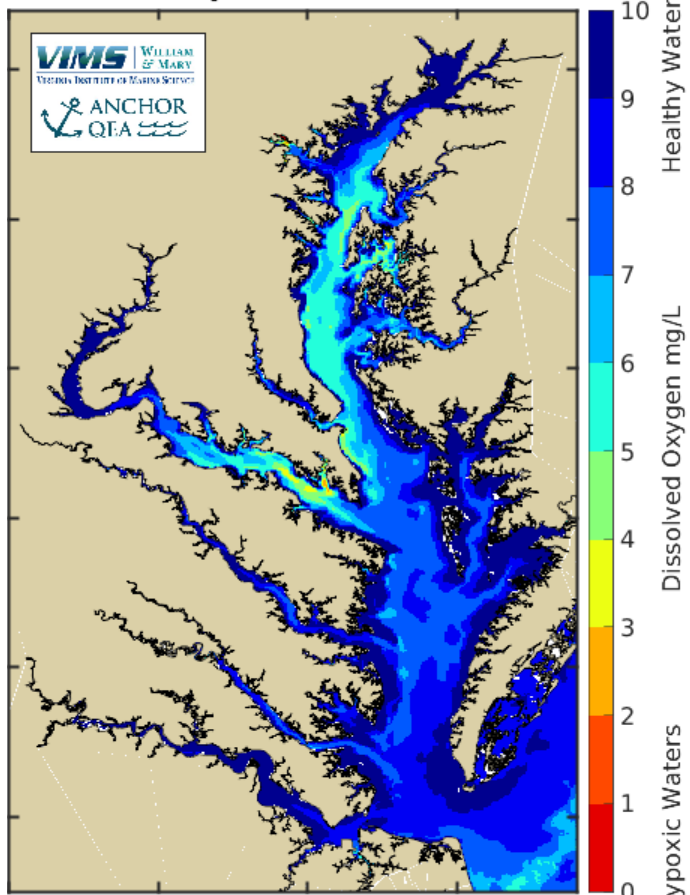 VIMS
WILLIAM
& MARY
VIRGINIA INSTITUTE OF MARINE SCIENCE
ANCHOR
QEA
10
9
8
7
6
5
4
3
2
1
0
Healthy Water
Dissolved Oxygen mg/L
ypoxic Waters